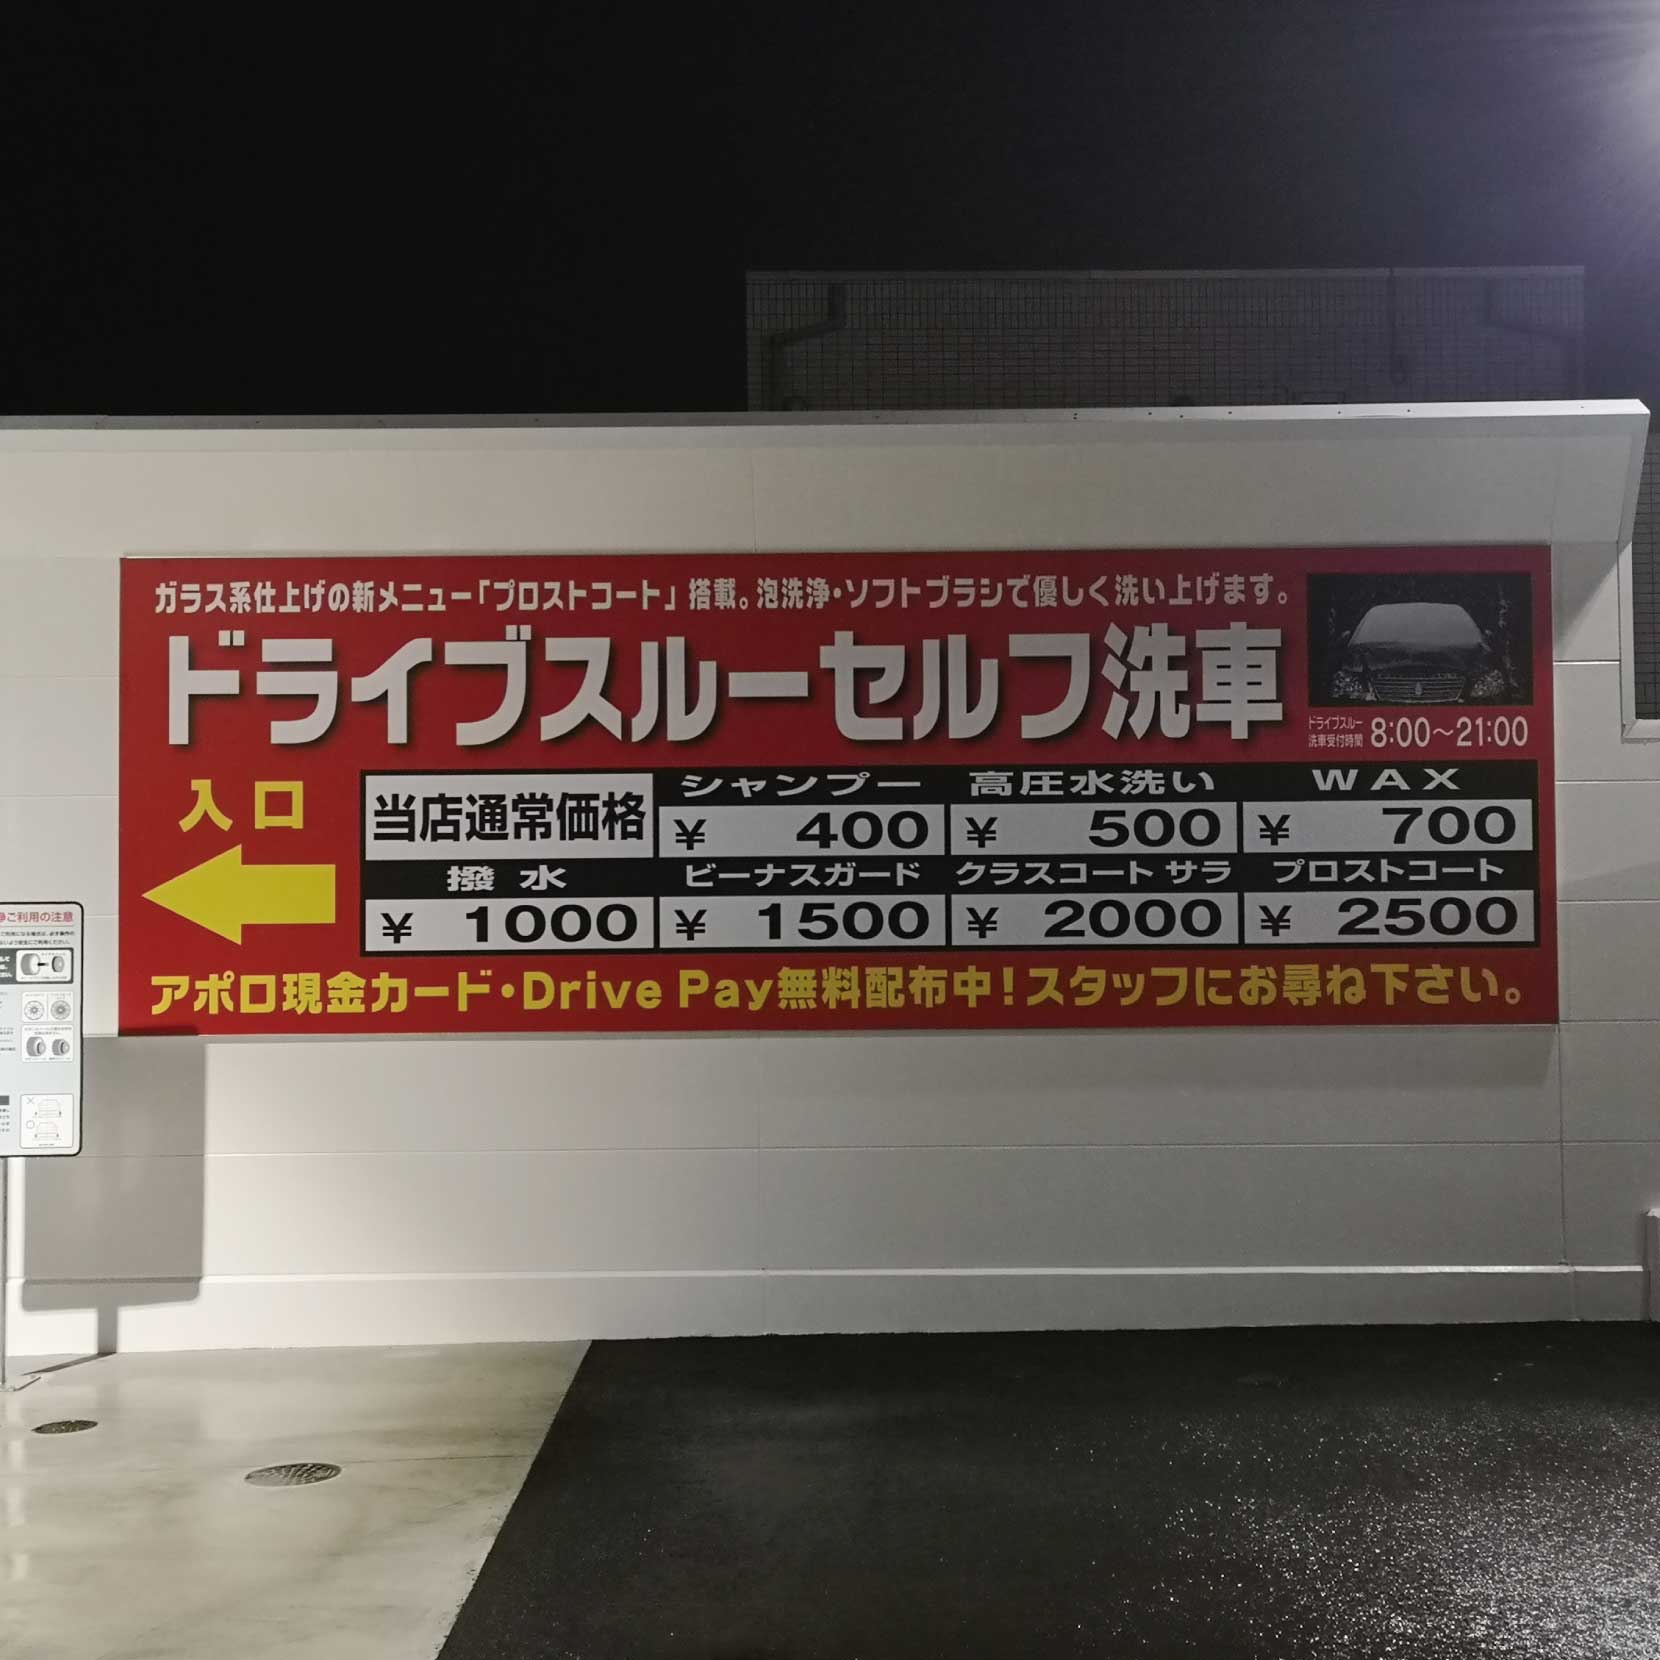 ガラス系仕上げの新メニュー「プロストコート」搭載。泡洗浄・ソフトブラシで優しく洗い上げます。
ドライブスルーセルフ洗車
ドライブスルー
洗車受付時間 8:00～21:00
入口
当店通常価格
シャンプー 高圧水洗い WAX
¥ 400 ¥ 500 ¥ 700
撥水 ビーナスガード クラスコート サラ プロストコート
¥ 1000 ¥ 1500 ¥ 2000 ¥ 2500
アポロ現金カード・Drive Pay無料配布中!スタッフにお尋ね下さい。
ご利用の注意